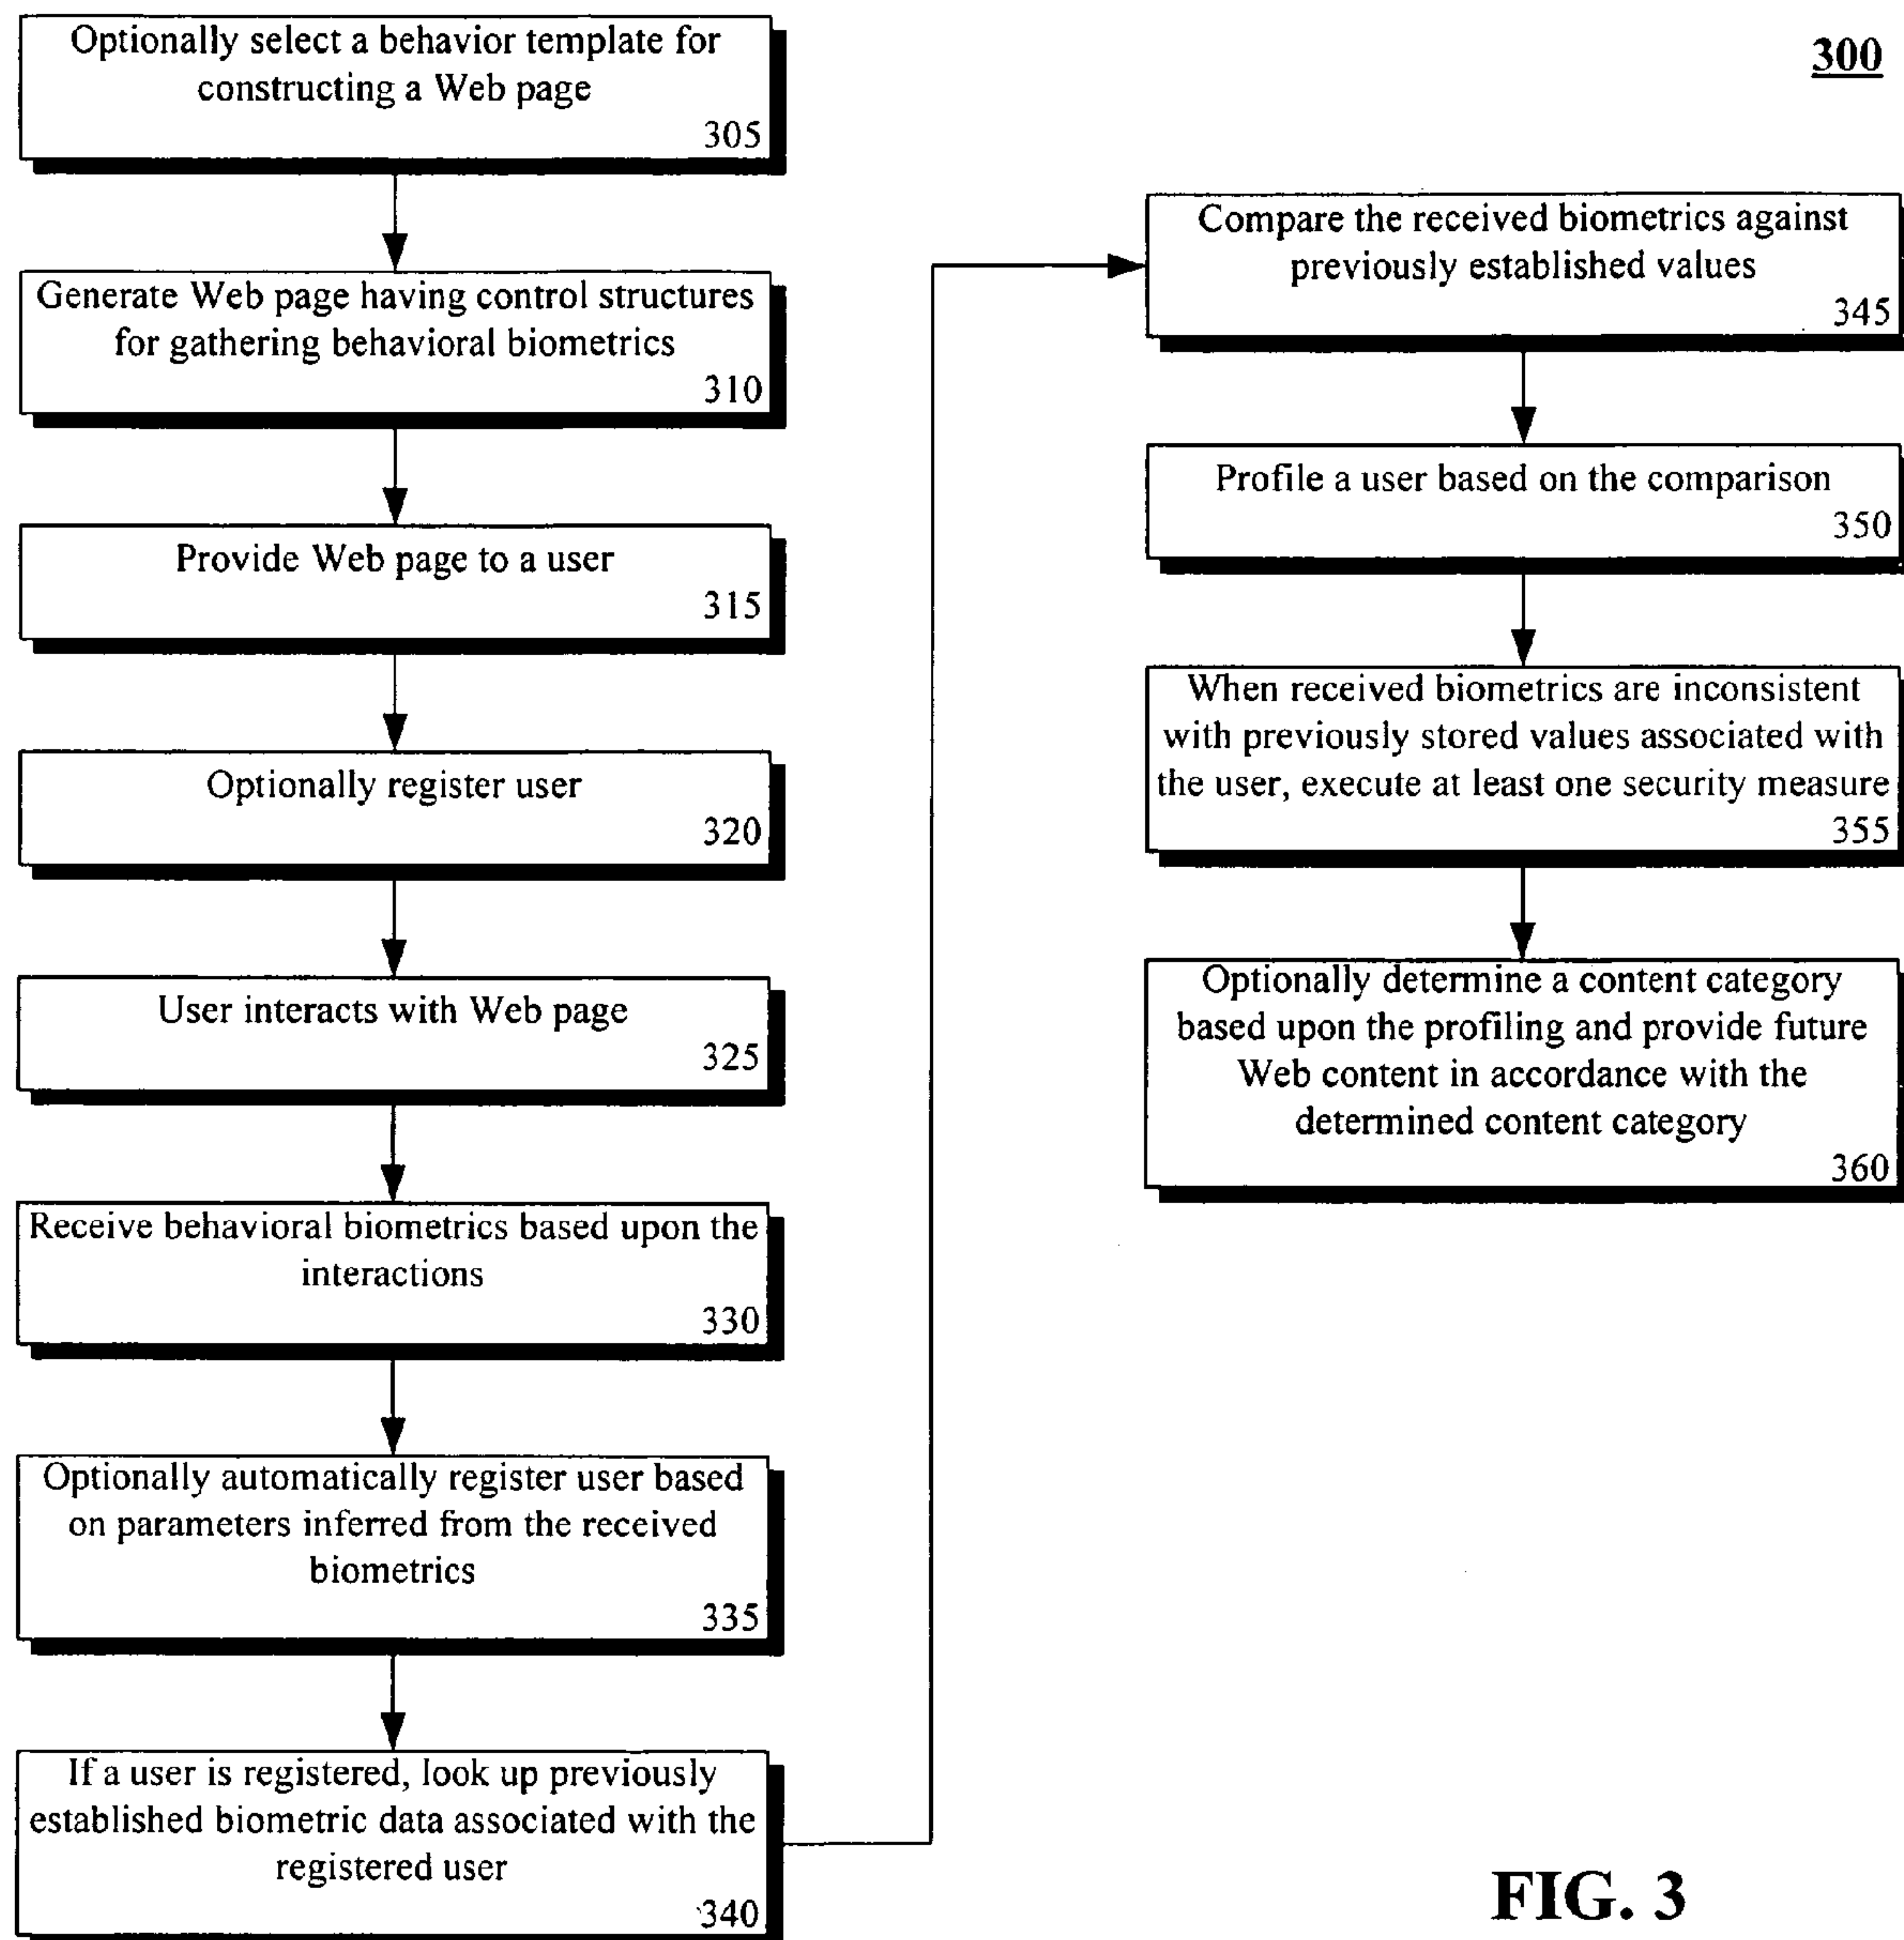 Optionally select a behavior template for
constructing a Web page
305
Generate Web page having control structures
for gathering behavioral biometrics
310
Provide Web page to a user
315
Optionally register user
320
User interacts with Web page
325
Receive behavioral biometrics based upon the
interactions
330
Optionally automatically register user based
on parameters inferred from the received
biometrics
335
If a user is registered, look up previously
established biometric data associated with the
registered user
340
300
Compare the received biometrics against
previously established values
345
Profile a user based on the comparison
350
When received biometrics are inconsistent
with previously stored values associated with
the user, execute at least one security measure
355
Optionally determine a content category
based upon the profiling and provide future
Web content in accordance with the
determined content category
360
FIG. 3